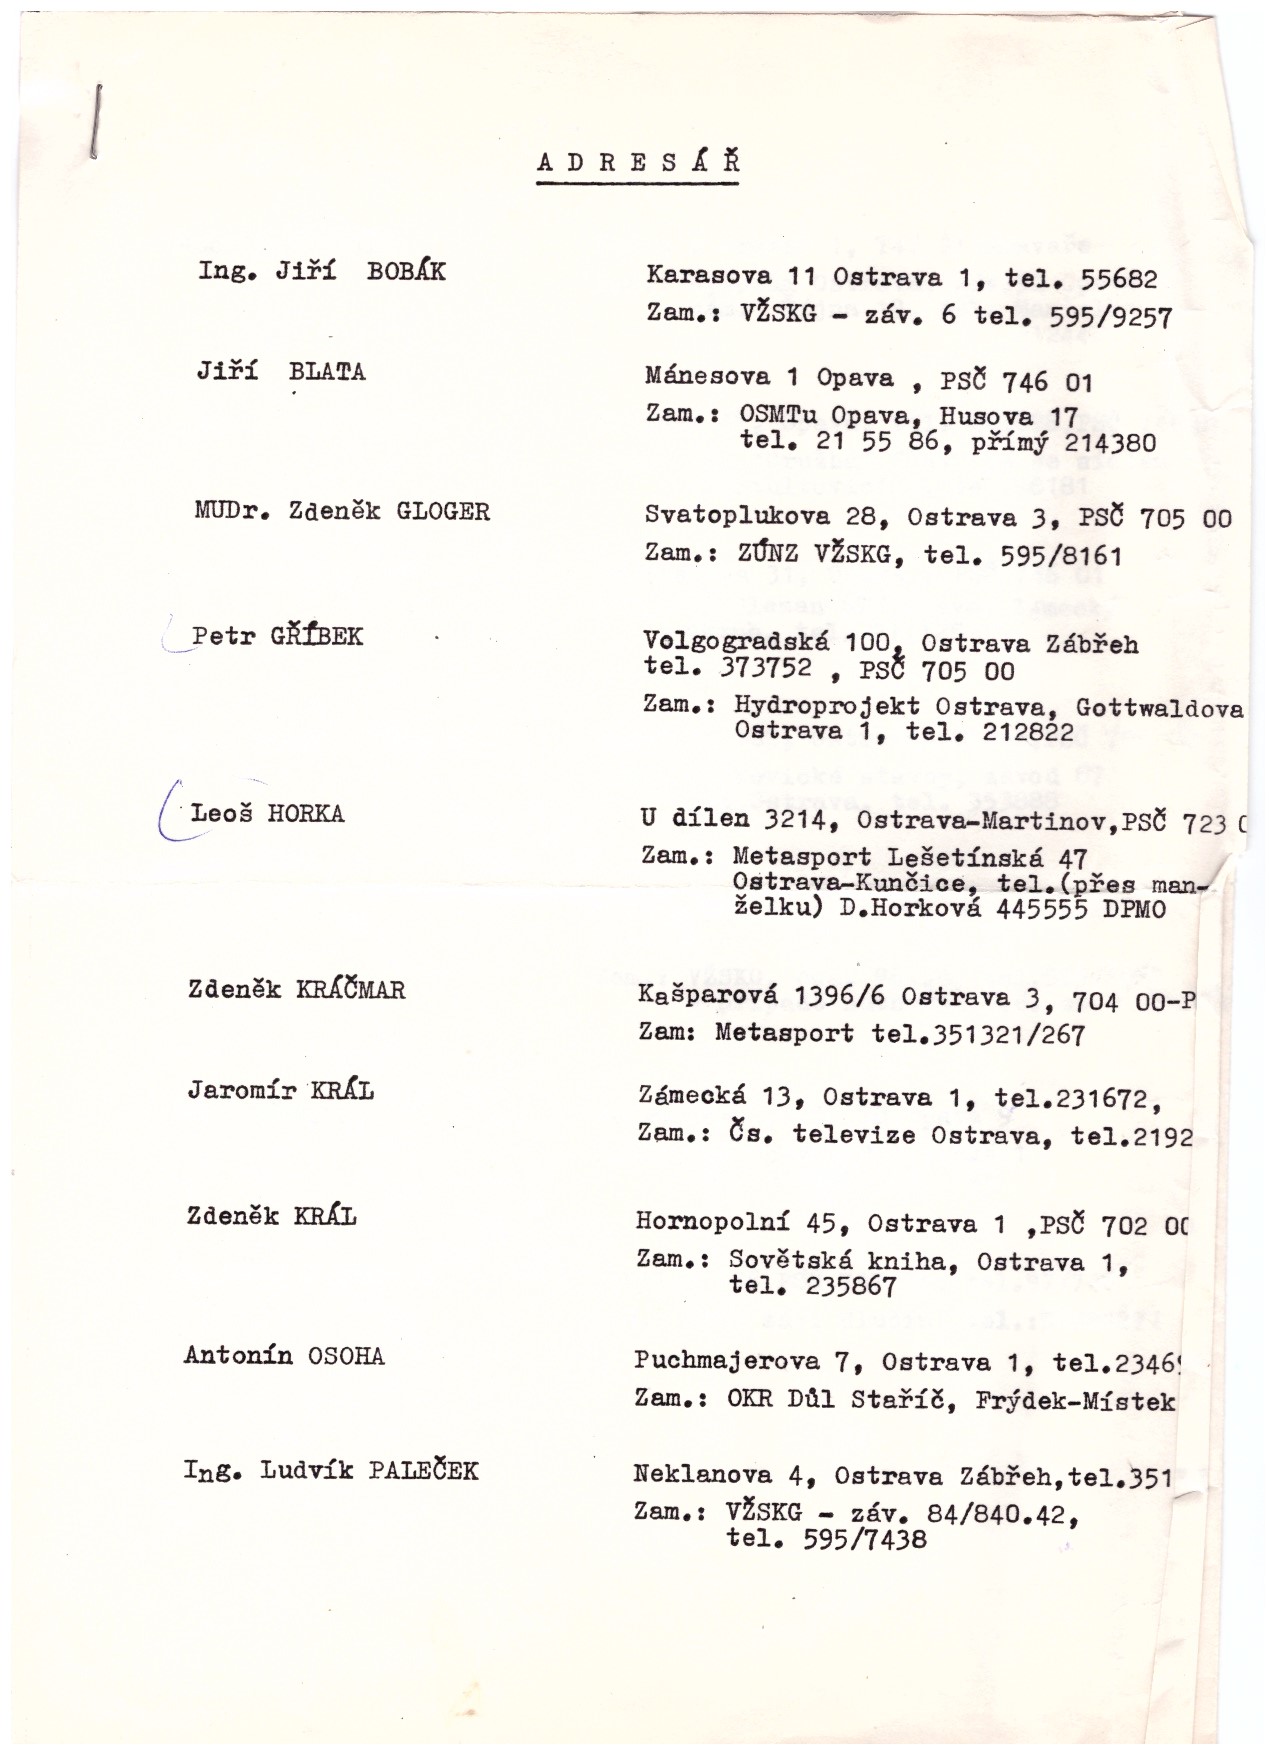 ADRESÁŘ
Ing. Jiří BOBÁK
Karasova 11 Ostrava 1, tel. 55682
Zam.: VŽSKG - záv. 6 tel. 595/9257
Jiří BLATA
Mánesova 1 Opava , PSČ 746 01
Zam.: OSMTu Opava, Husova 17
tel. 21 55 86, přímý 214380
MUDr. Zdeněk GLOGER
Svatoplukova 28, Ostrava 3, PSČ 705 00
Zam.: ZÚNZ VŽSKG, tel. 595/8161
Petr GŘÍBEK
Volgogradská 100, Ostrava Zábřeh
tel. 373752 , PSČ 705 00
Zam.: Hydroprojekt Ostrava, Gottwaldova
Ostrava 1, tel. 212822
Leoš HORKA
U dílen 3214, Ostrava-Martinov,PSČ 723
Zam.: Metasport Lešetínská 47
Ostrava-Kunčice, tel.(přes man-
želku) D.Horková 445555 DPMO
Zdeněk KRÁČMAR
Kašparová 1396/6 Ostrava 3, 704 00-P
Zam: Metasport tel.351321/267
Jaromír KRÁL
Zámecká 13, Ostrava 1, tel.231672,
Zam.: Čs. televize Ostrava, tel.2192
Zdeněk KRÁL
Hornopolní 45, Ostrava 1 ,PSČ 702 00
Zam.: Sovětská kniha, Ostrava 1,
tel. 235867
Antonín OSOHA
Puchmajerova 7, Ostrava 1, tel.2346
Zam.: OKR Důl Staříč, Frýdek-Místek
Ing. Ludvík PALEČEK
Neklanova 4, Ostrava Zábřeh,tel.351
Zam.: VŽSKG - záv. 84/840.42,
tel. 595/7438